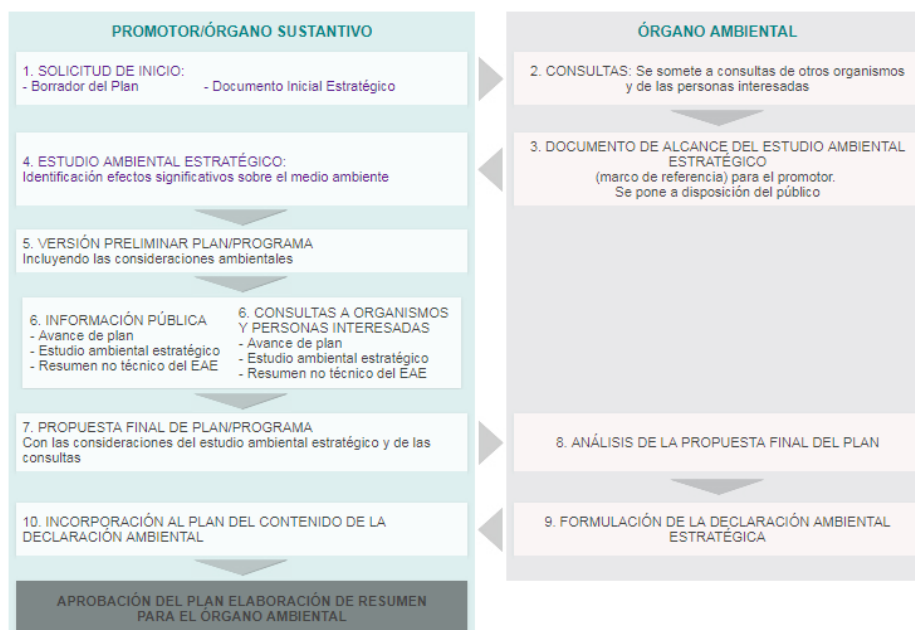 PROMOTOR/ÓRGANO SUSTANTIVO
ÓRGANO AMBIENTAL
1. SOLICITUD DE INICIO:
- Borrador del Plan - Documento Inicial Estratégico
2. CONSULTAS: Se somete a consultas de otros organismos
y de las personas interesadas
3. DOCUMENTO DE ALCANCE DEL ESTUDIO AMBIENTAL
ESTRATÉGICO
(marco de referencia) para el promotor.
Se pone a disposición del público
4. ESTUDIO AMBIENTAL ESTRATÉGICO:
Identificación efectos significativos sobre el medio ambiente
5. VERSIÓN PRELIMINAR PLAN/PROGRAMA
Incluyendo las consideraciones ambientales
6. INFORMACIÓN PÚBLICA
- Avance de plan
- Estudio ambiental estratégico
- Resumen no técnico del EAE
6. CONSULTAS A ORGANISMOS
Y PERSONAS INTERESADAS
- Avance de plan
- Estudio ambiental estratégico
- Resumen no técnico del EAE
7. PROPUESTA FINAL DE PLAN/PROGRAMA
Con las consideraciones del estudio ambiental estratégico y de las
consultas
8. ANÁLISIS DE LA PROPUESTA FINAL DEL PLAN
9. FORMULACIÓN DE LA DECLARACIÓN AMBIENTAL
ESTRATÉGICA
10. INCORPORACIÓN AL PLAN DEL CONTENIDO DE LA
DECLARACIÓN AMBIENTAL
APROBACIÓN DEL PLAN ELABORACIÓN DE RESUMEN
PARA EL ÓRGANO AMBIENTAL